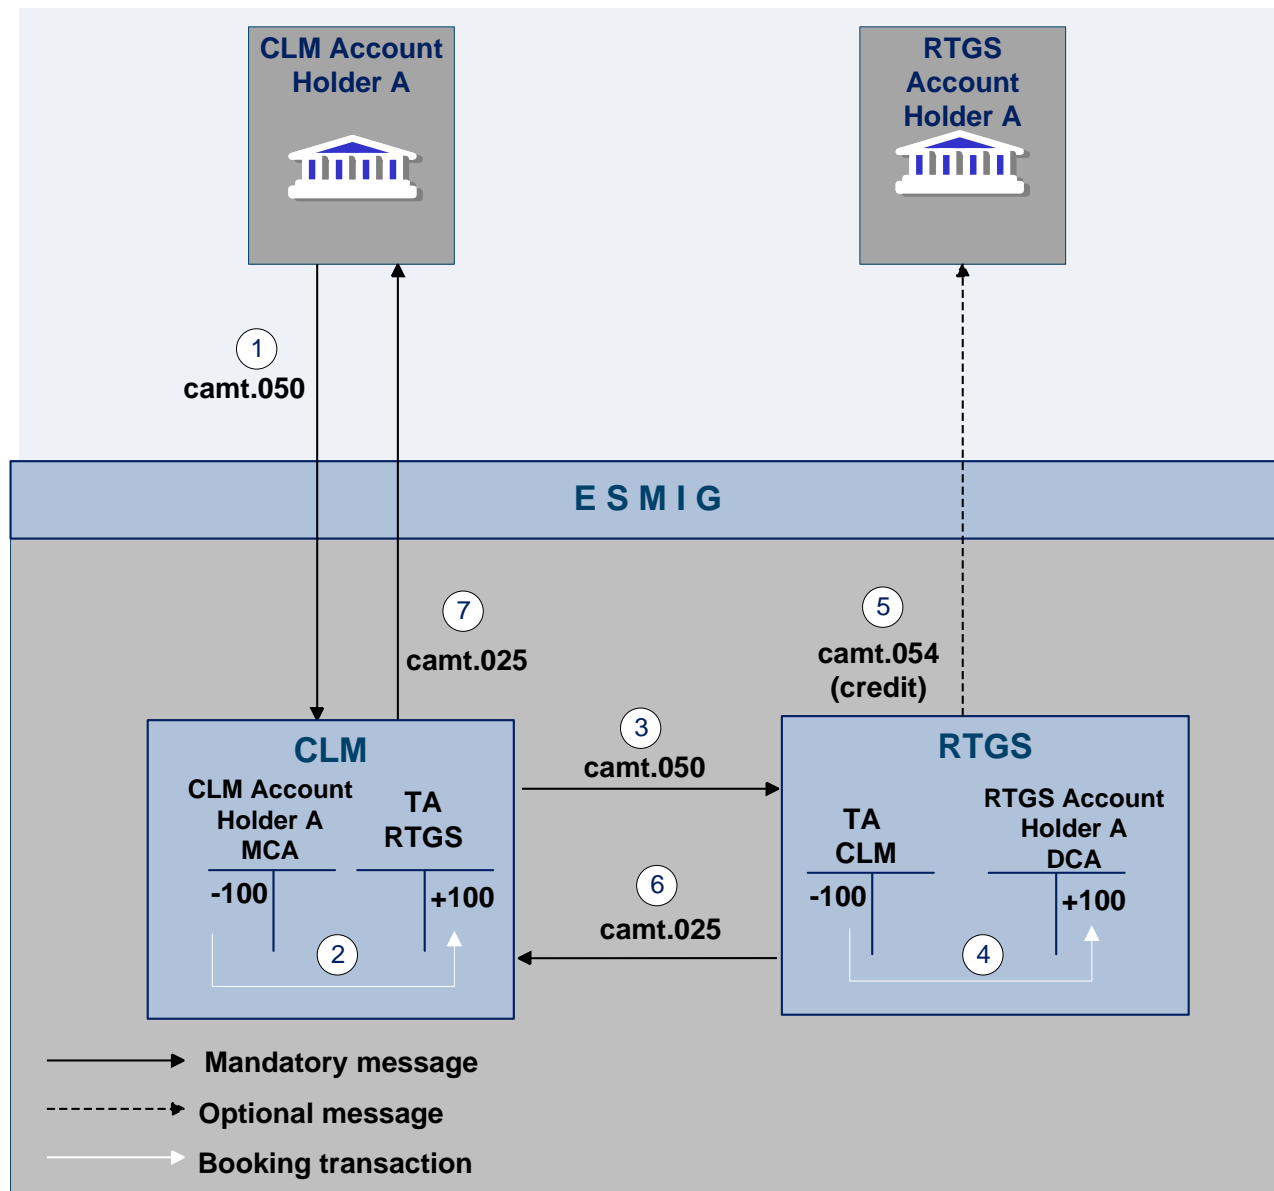 CLM Account
Holder A
RTGS
Account
Holder A
1
camt.050
E S M I G
7
camt.025
5
camt.054
(credit)
CLM
CLM Account
Holder A
MCA
TA
RTGS
-100
+100
2
3
camt.050
6
camt.025
RTGS
TA
CLM
RTGS Account
Holder A
DCA
-100
+100
4
Mandatory message
Optional message
Booking transaction